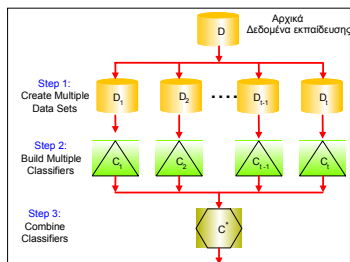 D
Αρχικά
Δεδομένα εκπαίδευσης
Step 1:
Create Multiple
Data Sets
D1 D2 .... Dt-1 Dt
Step 2:
Build Multiple
Classifiers
C1 C2 Ct-1 Ct
Step 3:
Combine
Classifiers
C*